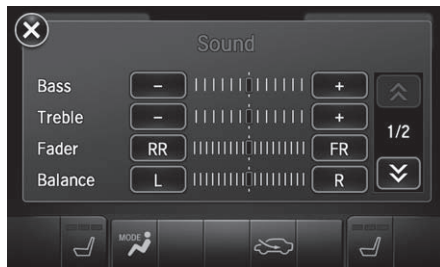 Sound
Bass - +
Treble - +
Fader RR FR
1/2
Balance L R
MODE